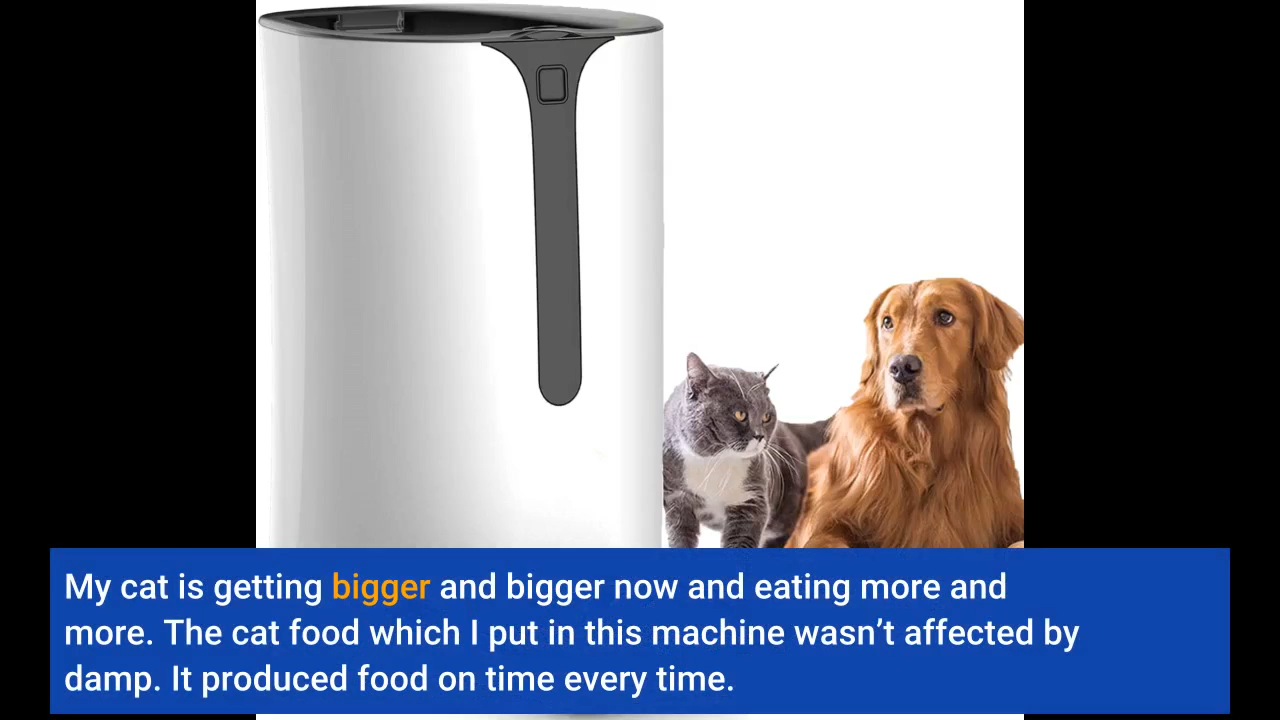 My cat is getting bigger and bigger now and eating more and
more. The cat food which I put in this machine wasn’t affected by
damp. It produced food on time every time.